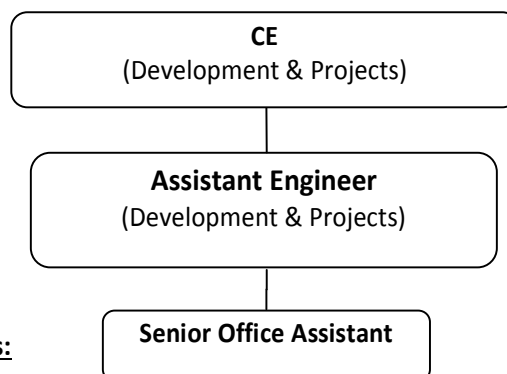 CE
(Development & Projects)
Assistant Engineer
(Development & Projects)
Senior Office Assistant